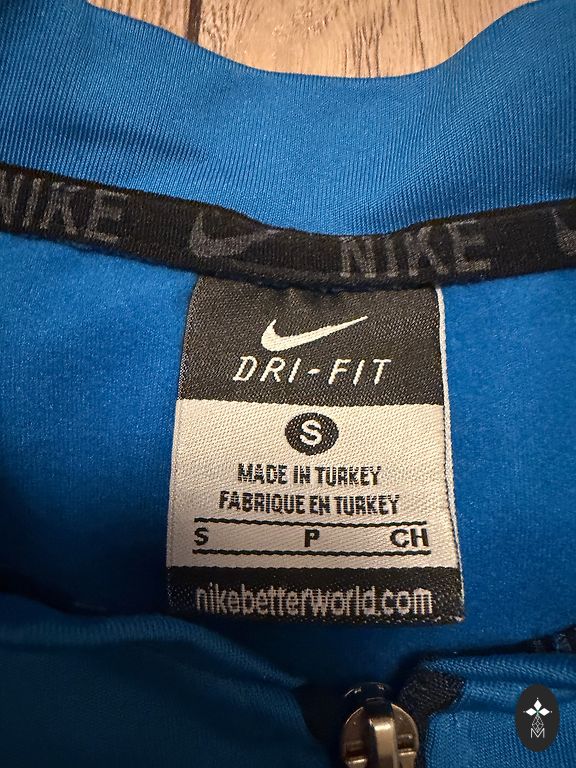 NIKE NIKE
DRI-FIT
S
MADE IN TURKEY
FABRIQUE EN TURKEY
S P CH
nikebetterworld.com
M